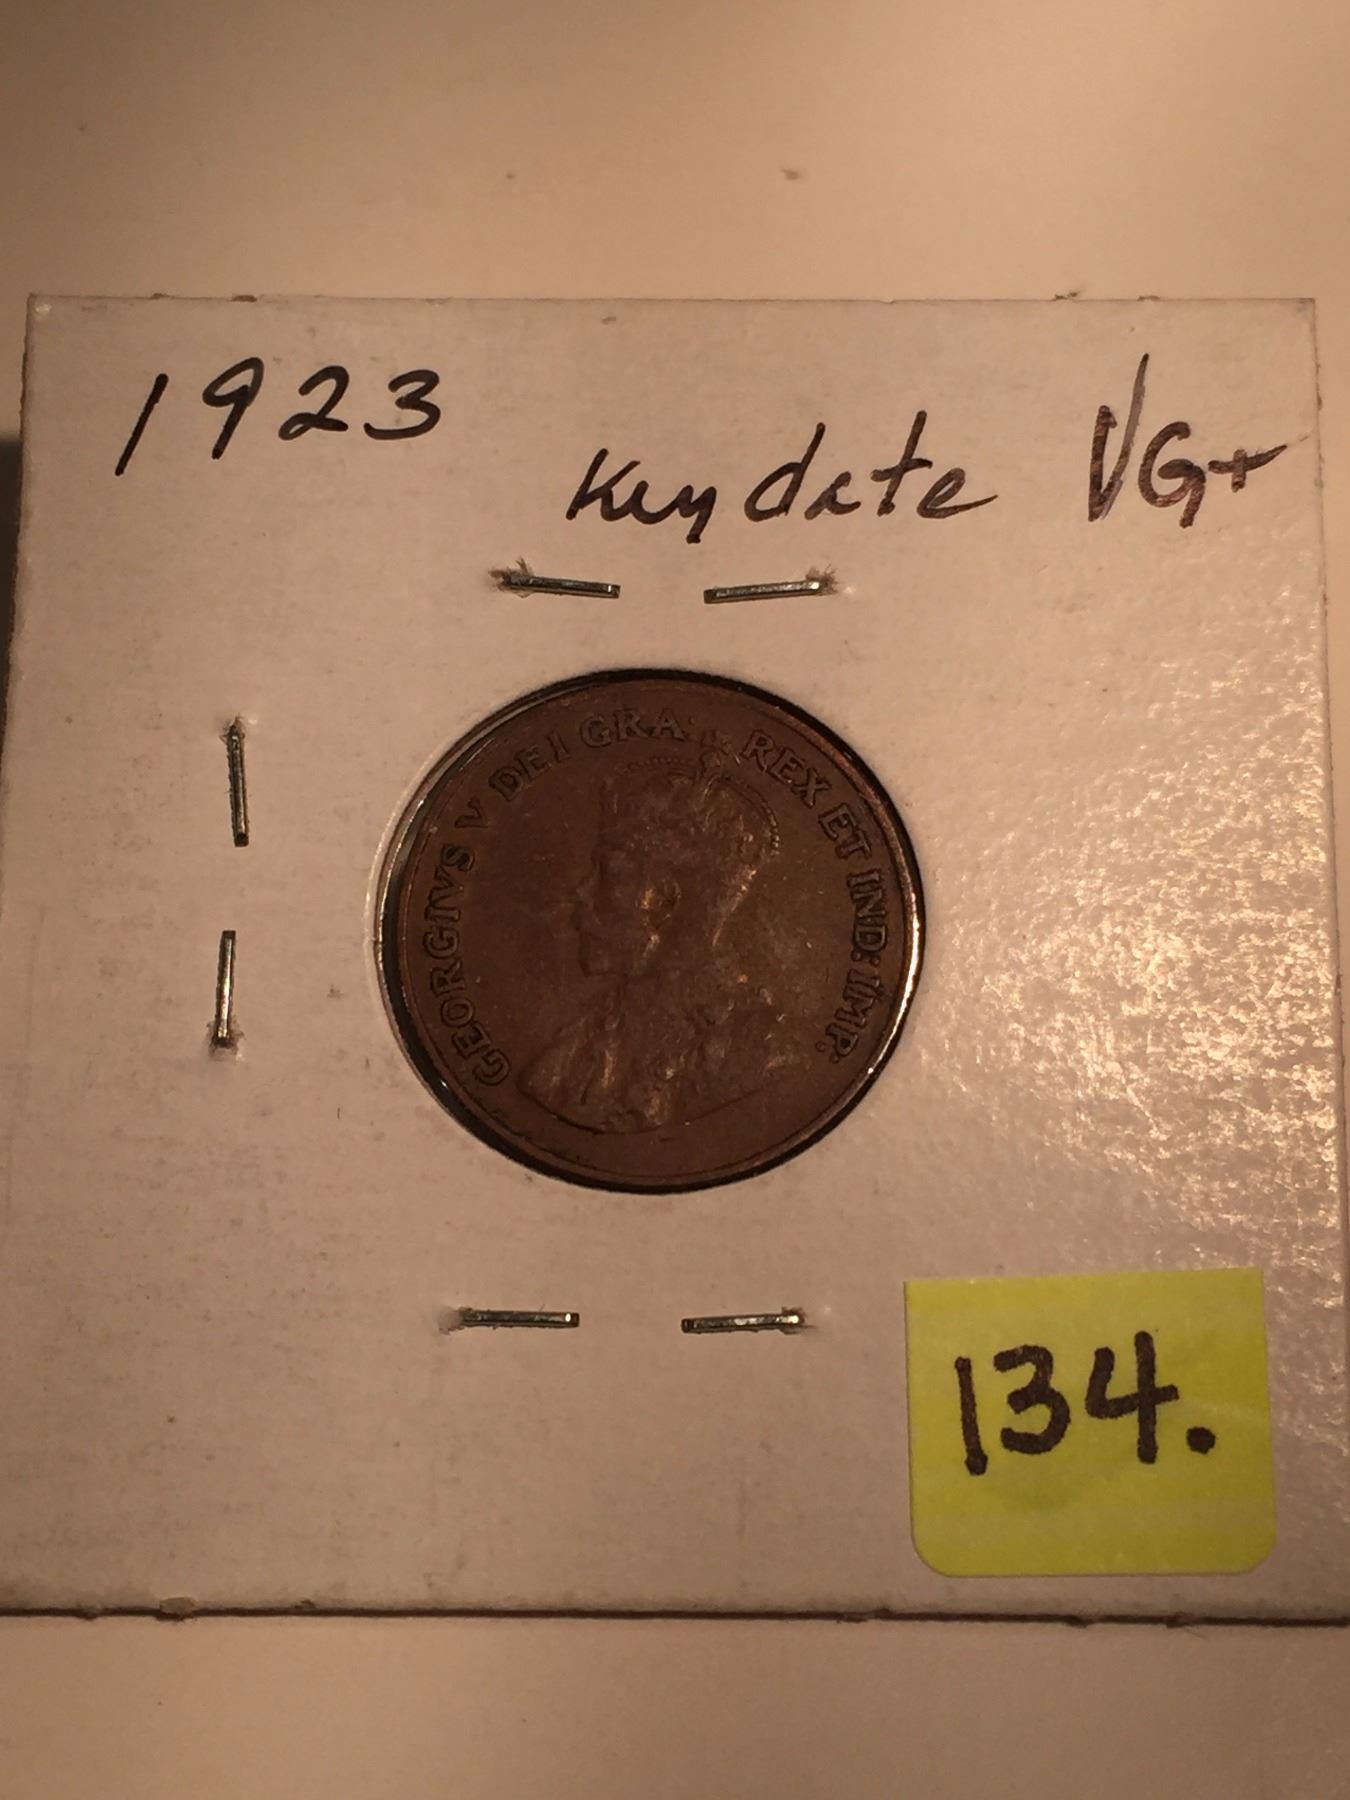 1923
Key date VG+
GEORGIVS V DEI GRA: REX ET IND: IMP:
134.